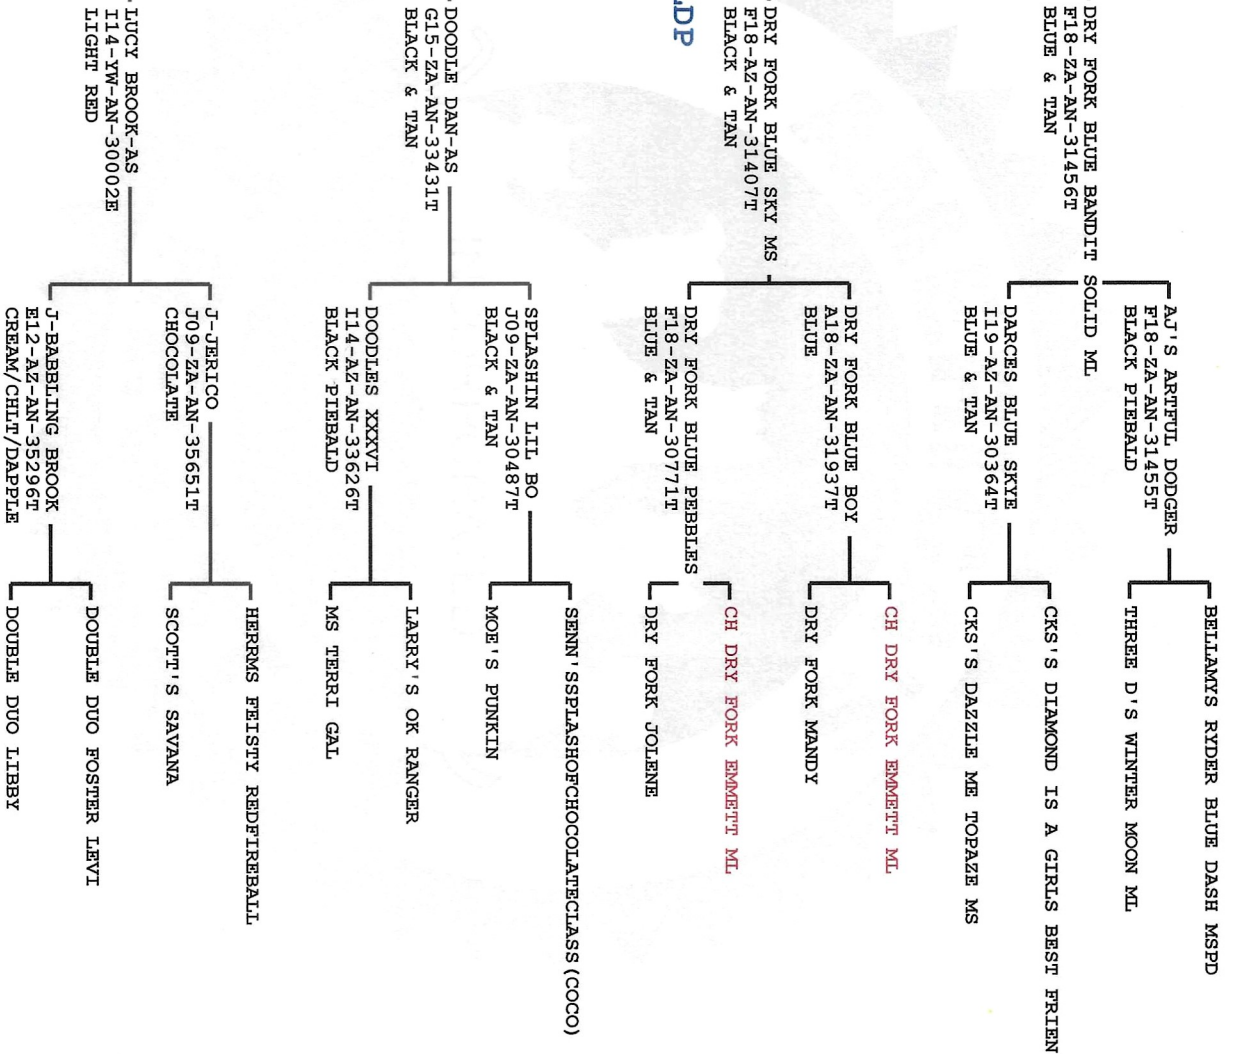 BELLAMYS RYDER BLUE DASH MSPD
AJ'S ARTFUL DODGER
F18-ZA-AN-31455T
BLACK PIEBALD
THREE D'S WINTER MOON ML
DRY FORK BLUE BANDIT SOLID ML
F18-ZA-AN-31456T
BLUE & TAN
CKS'S DIAMOND IS A GIRLS BEST FRIEN
DARCES BLUE SKYE
I19-AZ-AN-30364T
BLUE & TAN
CKS'S DAZZLE ME TOPAZE MS
CH DRY FORK EMMETT ML
DRY FORK BLUE BOY
A18-ZA-AN-31937T
BLUE
DRY FORK MANDY
DRY FORK BLUE SKY MS
F18-AZ-AN-31407T
BLACK & TAN
CH DRY FORK EMMETT ML
DRY FORK BLUE PEBBLES
F18-ZA-AN-30771T
BLUE & TAN
DRY FORK JOLENE
LDP
SENN'SSPLASHOFCHOCOLATECLASS(COCO)
SPLASHIN LIL BO
J09-ZA-AN-30487T
BLACK & TAN
MOE'S PUNKIN
DOODLE DAN-AS
G15-ZA-AN-33431T
BLACK & TAN
LARRY'S OK RANGER
DOODLES XXXVI
I14-AZ-AN-33626T
BLACK PIEBALD
MS TERRI GAL
HERRMS FEISTY REDFIREBALL
J-JERICO
J09-ZA-AN-35651T
CHOCOLATE
SCOTT'S SAVANA
LUCY BROOK-AS
I14-YW-AN-30002E
LIGHT RED
DOUBLE DUO FOSTER LEVI
J-BABBLING BROOK
E12-AZ-AN-35296T
CREAM/CHLT/DAPPLE
DOUBLE DUO LIBBY